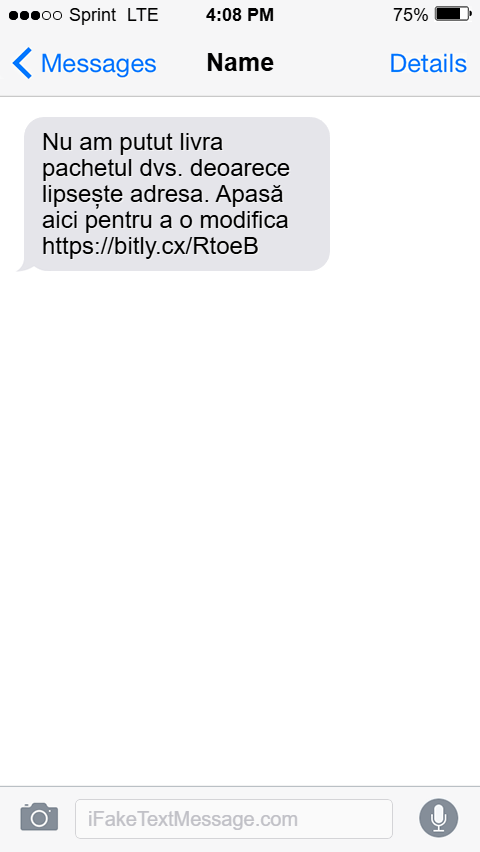 Sprint LTE 4:08 PM 75%
Messages Name Details
Nu am putut livra
pachetul dvs. deoarece
lipsește adresa. Apasă
aici pentru a o modifica
https://bitly.cx/RtoeB
iFakeTextMessage.com